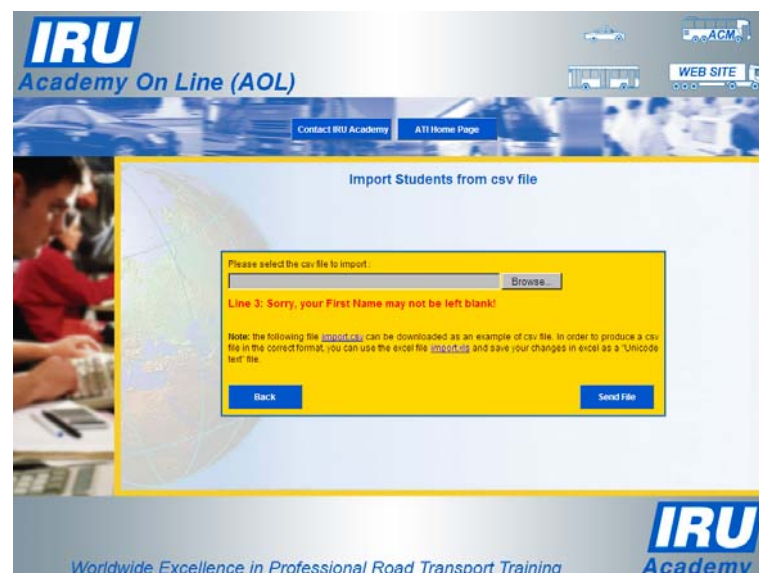 IRU
Academy On Line (AOL)
ACM
WEB SITE
Contact IRU Academy
ATI Home Page
Import Students from csv file
Please select the csv file to import :
Browse...
Line 3: Sorry, your First Name may not be left blank!
Note: the following file import.csv can be downloaded as an example of csv file. In order to produce a csv
file in the correct format, you can use the excel file import.xls and save your changes in excel as a "Unicode
text" file.
Back
Send File
IRU
Academy
Worldwide Excellence in Professional Road Transport Training